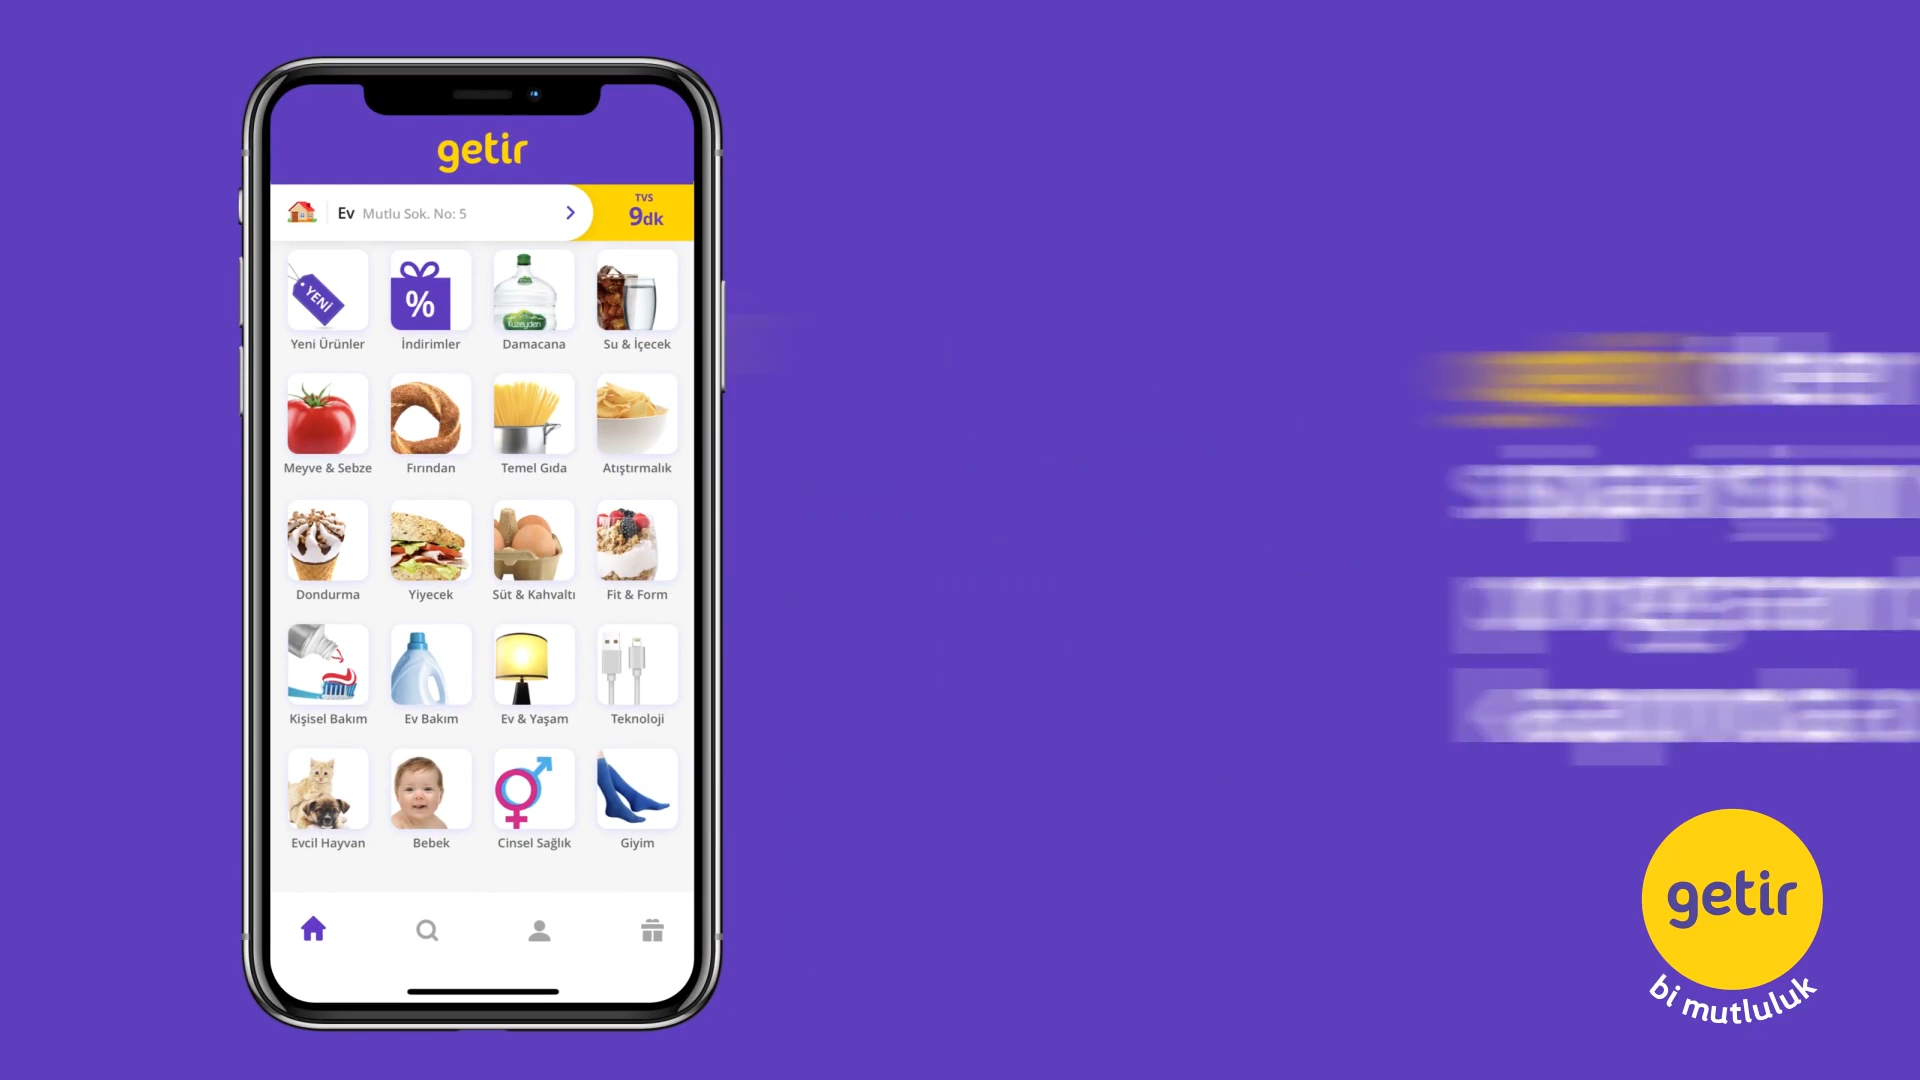 getir
Ev Mutlu Sok. No: 5
TVS
9dk
YENİ
%
Kuzeyden
Yeni Ürünler İndirimler Damacana Su & İçecek
Meyve & Sebze Fırından Temel Gıda Atıştırmalık
Dondurma Yiyecek Süt & Kahvaltı Fit & Form
Kişisel Bakım Ev Bakım Ev & Yaşam Teknoloji
Evcil Hayvan Bebek Cinsel Sağlık Giyim
getir
bi mutluluk